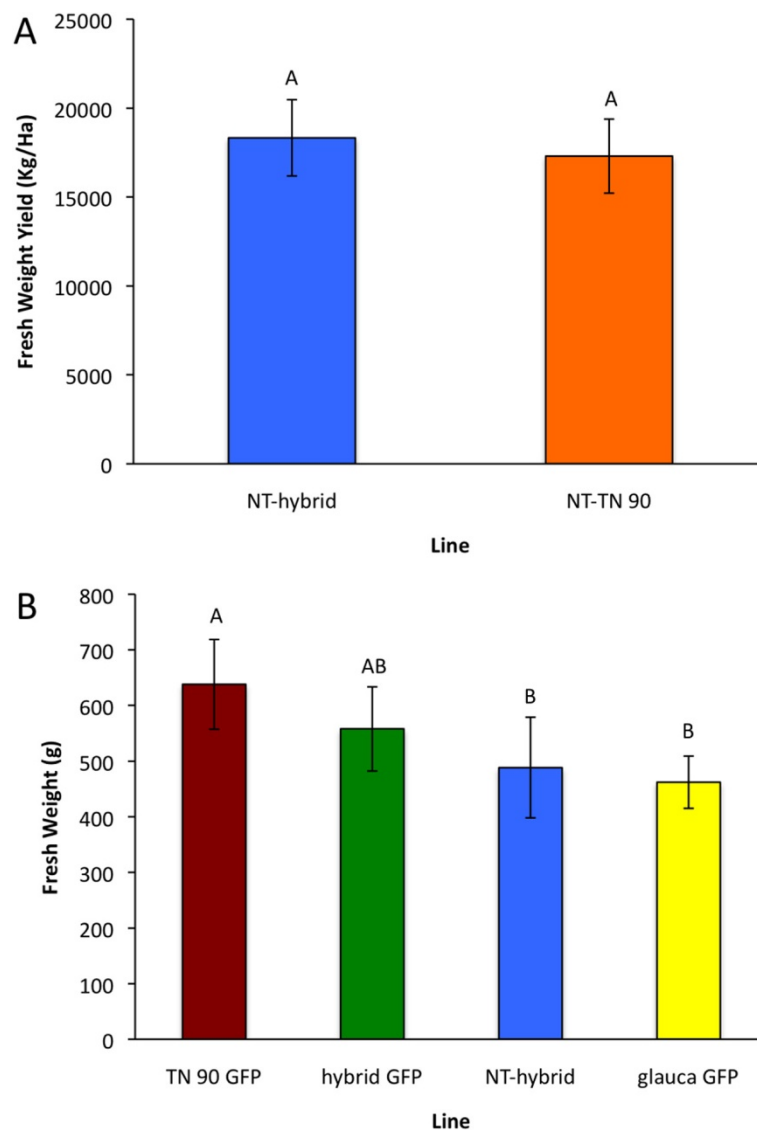 A
Fresh Weight Yield (Kg/Ha)
25000
20000
15000
10000
5000
0
A
A
NT-hybrid
NT-TN 90
Line
B
Fresh Weight (g)
800
700
600
500
400
300
200
100
0
A
AB
B
B
TN 90 GFP
hybrid GFP
NT-hybrid
glauca GFP
Line